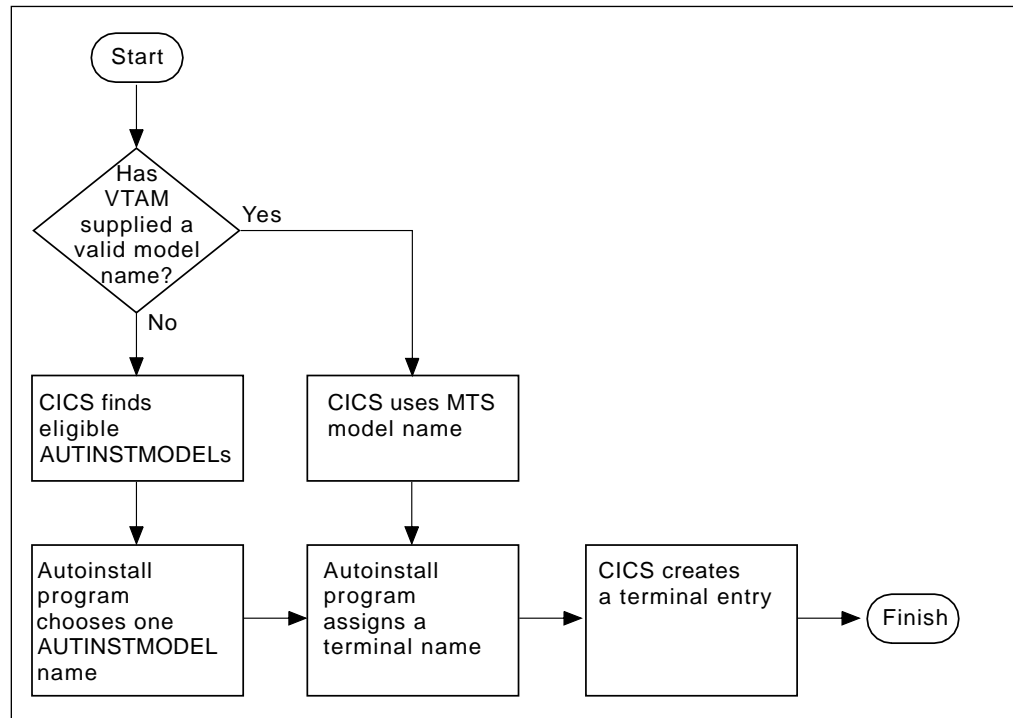 Start
Has
VTAM
supplied a
valid model
name?
Yes
No
CICS finds
eligible
AUTINSTMODELs
CICS uses MTS
model name
Autoinstall
program
chooses one
AUTINSTMODEL
name
Autoinstall
program
assigns a
terminal name
CICS creates
a terminal entry
Finish